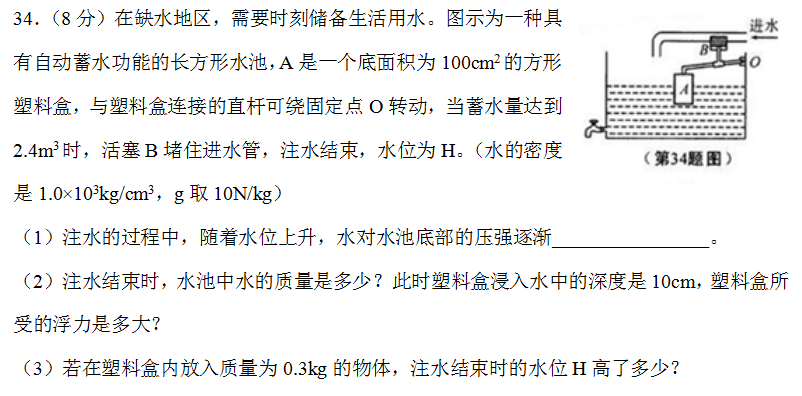 34.（8 分）在缺水地区，需要时刻储备生活用水。图示为一种具
有自动蓄水功能的长方形水池，A 是一个底面积为 100cm²的方形
塑料盒，与塑料盒连接的直杆可绕固定点 O 转动，当蓄水量达到
2.4m³时，活塞 B 堵住进水管，注水结束，水位为 H。（水的密度
是 1.0×10³kg/cm³，g 取 10N/kg）
进水
B
O
A
（第34题图）
（1）注水的过程中，随着水位上升，水对水池底部的压强逐渐________________。
（2）注水结束时，水池中水的质量是多少？此时塑料盒浸入水中的深度是 10cm，塑料盒所
受的浮力是多大？
（3）若在塑料盒内放入质量为 0.3kg 的物体，注水结束时的水位 H 高了多少？